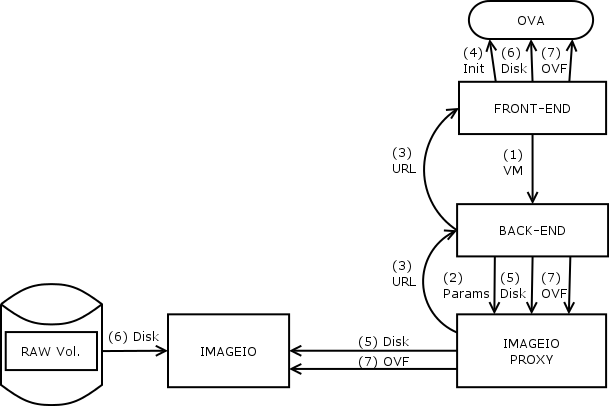 OVA
(4) (6) (7)
Init Disk OVF
FRONT-END
(3) (1)
URL VM
BACK-END
(3) (2) (5) (7)
URL Params Disk OVF
RAW Vol.
(6) Disk
IMAGEIO
(5) Disk
(7) OVF
IMAGEIO
PROXY